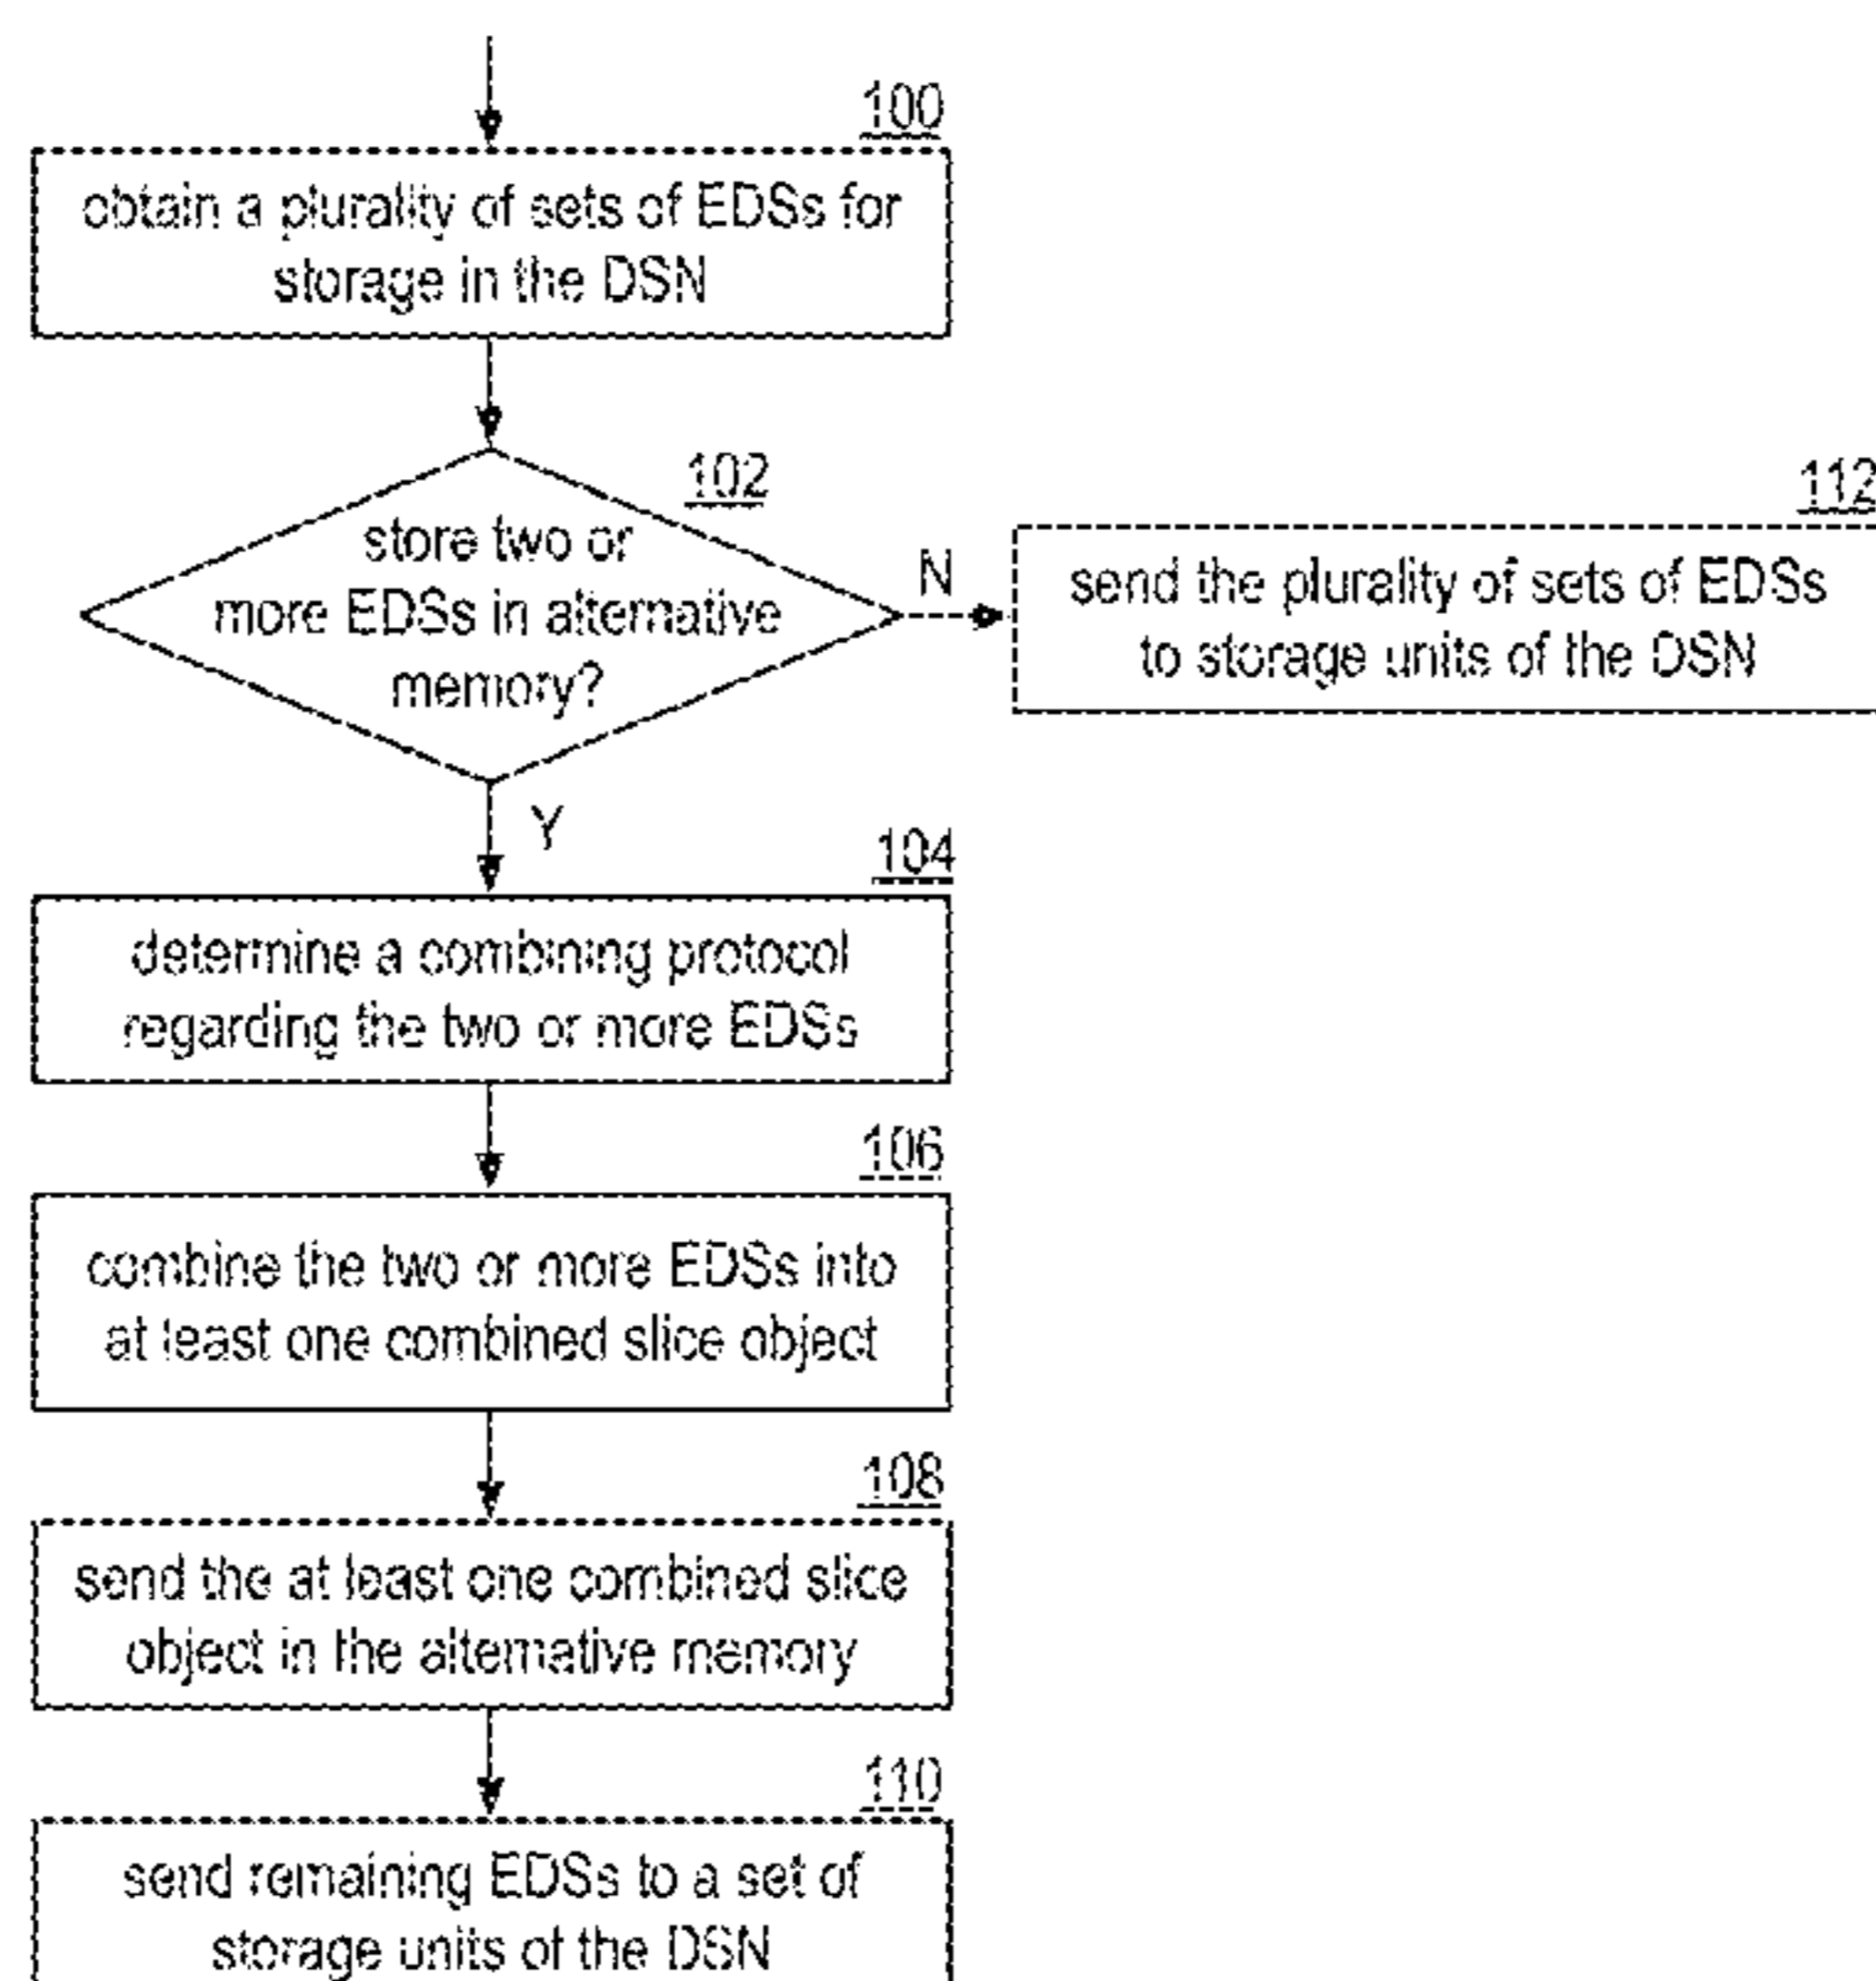 100
obtain a plurality of sets of EDSs for
storage in the DSN
102
store two or
more EDSs in alternative
memory?
N
112
send the plurality of sets of EDSs
to storage units of the DSN
Y
104
determine a combining protocol
regarding the two or more EDSs
106
combine the two or more EDSs into
at least one combined slice object
108
send the at least one combined slice
object in the alternative memory
110
send remaining EDSs to a set of
storage units of the DSN